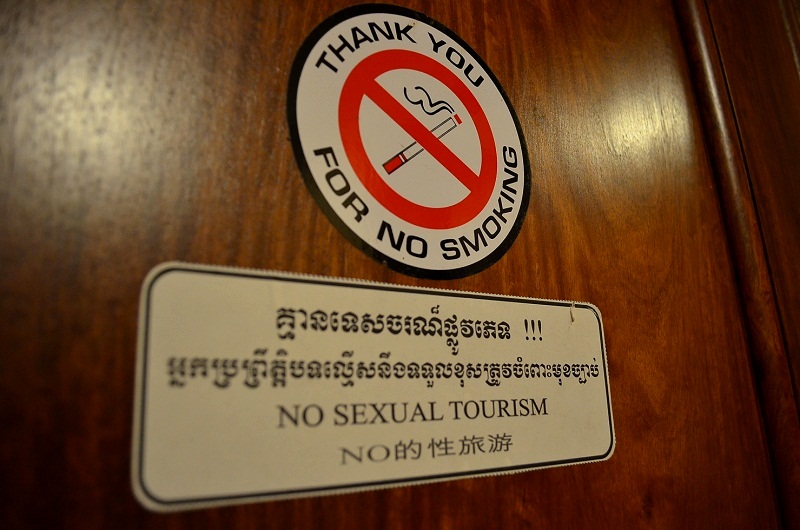 THANK YOU
FOR NO SMOKING
គ្មានទេសចរណ៍ផ្លូវភេទ !!!
អ្នកប្រព្រឹត្តិបទល្មើសនឹងទទួលខុសត្រូវចំពោះមុខច្បាប់
NO SEXUAL TOURISM
NO的性旅游